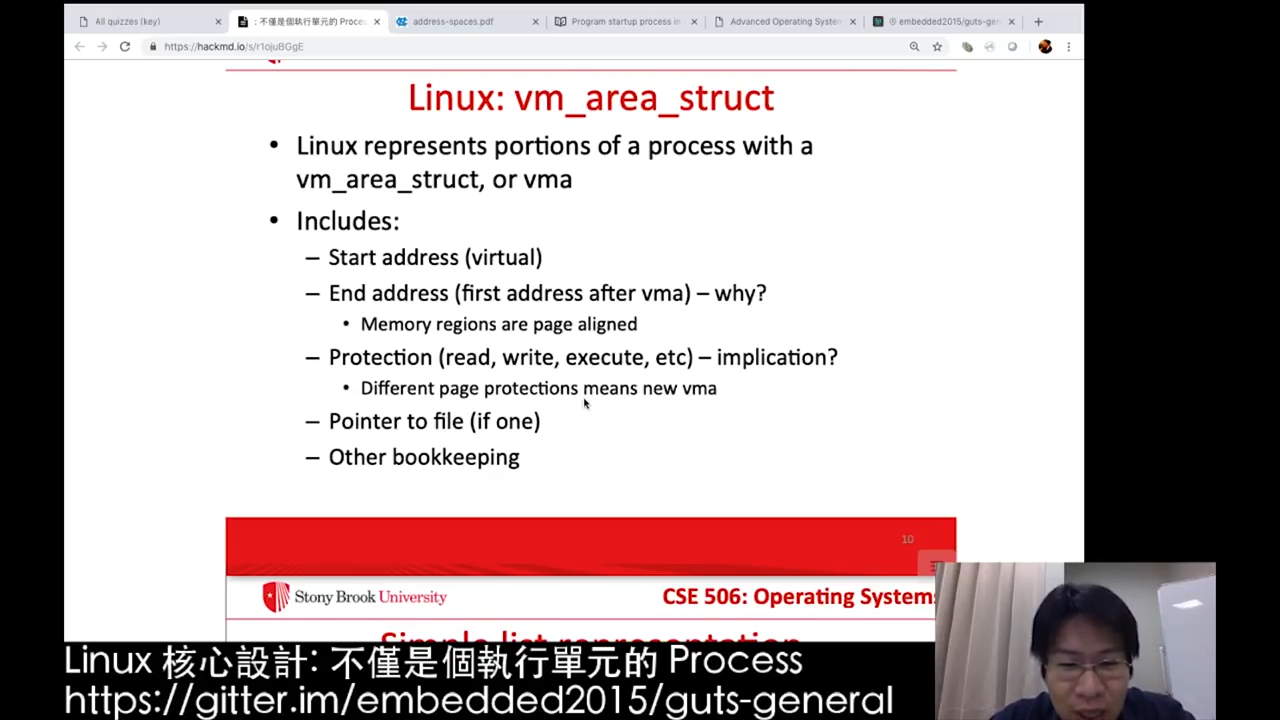 All quizzes (key)
: 不僅是個執行單元的 Proces
address-spaces.pdf
Program startup process in
Advanced Operating System
embedded2015/guts-gen
https://hackmd.io/s/r1ojuBGgE
Linux: vm_area_struct
• Linux represents portions of a process with a
vm_area_struct, or vma
• Includes:
– Start address (virtual)
– End address (first address after vma) – why?
• Memory regions are page aligned
– Protection (read, write, execute, etc) – implication?
• Different page protections means new vma
– Pointer to file (if one)
– Other bookkeeping
10
Stony Brook University
CSE 506: Operating Systems
Simple list representation
Linux 核心設計: 不僅是個執行單元的 Process
https://gitter.im/embedded2015/guts-general